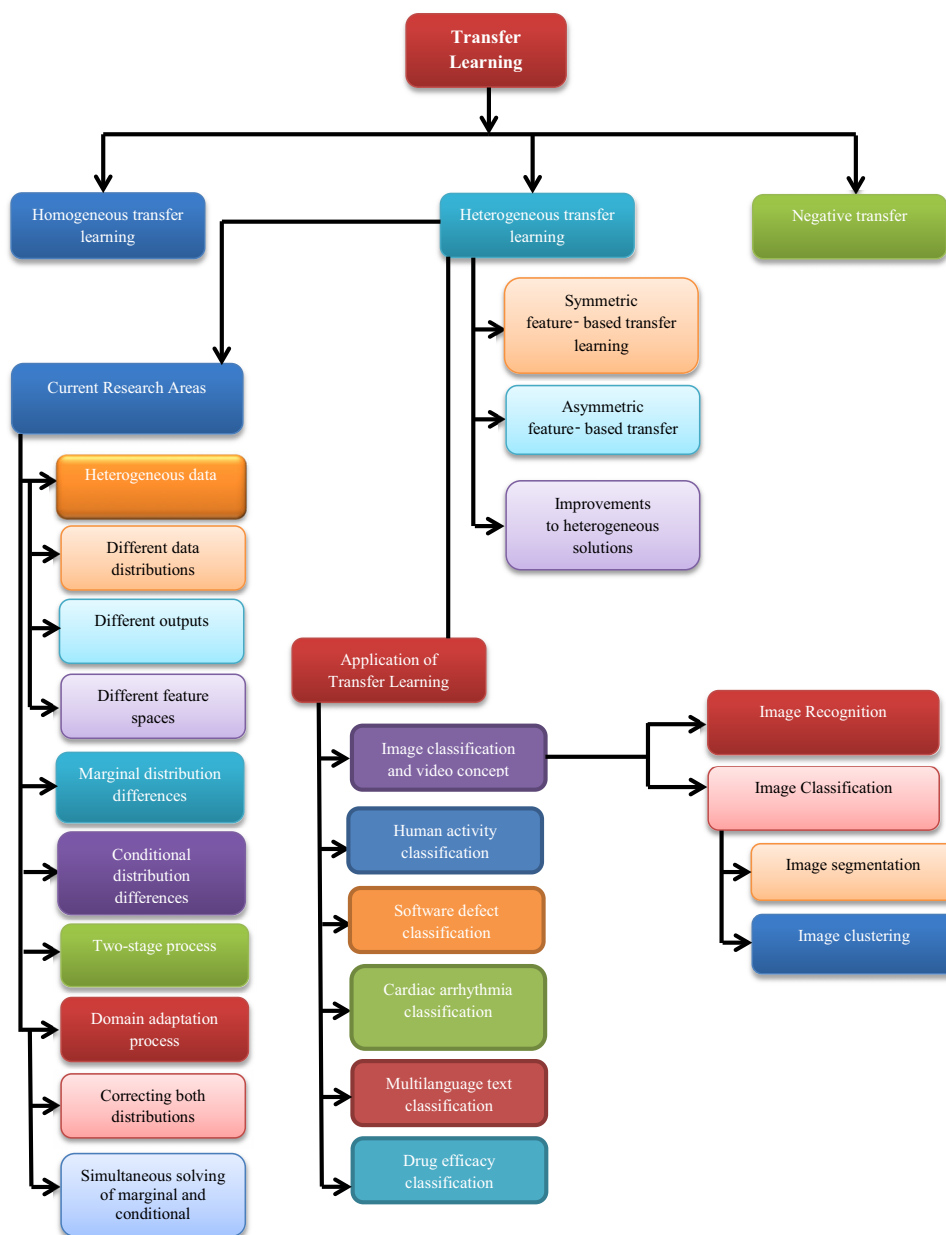 Transfer
Learning
Homogeneous transfer
learning
Heterogeneous transfer
learning
Negative transfer
Symmetric
feature- based transfer
learning
Asymmetric
feature- based transfer
Improvements
to heterogeneous
solutions
Current Research Areas
Heterogeneous data
Different data
distributions
Different outputs
Different feature
spaces
Marginal distribution
differences
Conditional
distribution
differences
Two-stage process
Domain adaptation
process
Correcting both
distributions
Simultaneous solving
of marginal and
conditional
Application of
Transfer Learning
Image classification
and video concept
Human activity
classification
Software defect
classification
Cardiac arrhythmia
classification
Multilanguage text
classification
Drug efficacy
classification
Image Recognition
Image Classification
Image segmentation
Image clustering